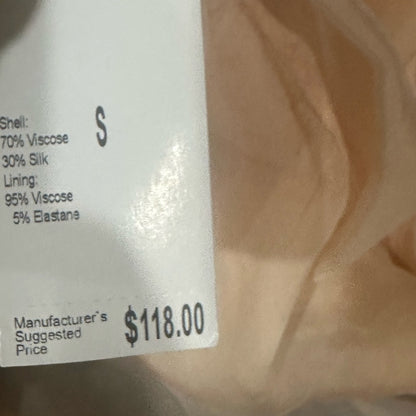 Shell:
70% Viscose
30% Silk
Lining:
95% Viscose
5% Elastane
S
Manufacturer's
Suggested
Price
$118.00